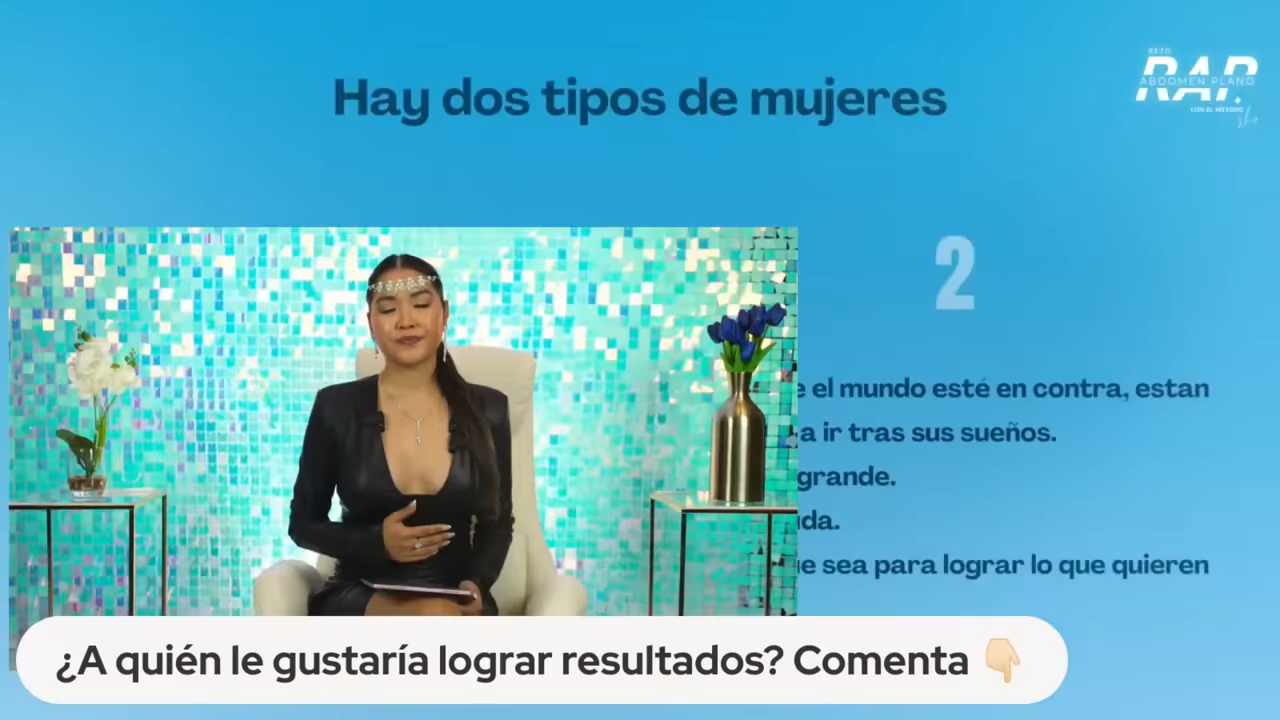 Hay dos tipos de mujeres
RETO
RAP.
ABDOMEN PLANO
CON EL MÉTODO
2
el mundo esté en contra, estan
a ir tras sus sueños.
grande.
sea para lograr lo que quieren
¿A quién le gustaría lograr resultados? Comenta 👇🏻